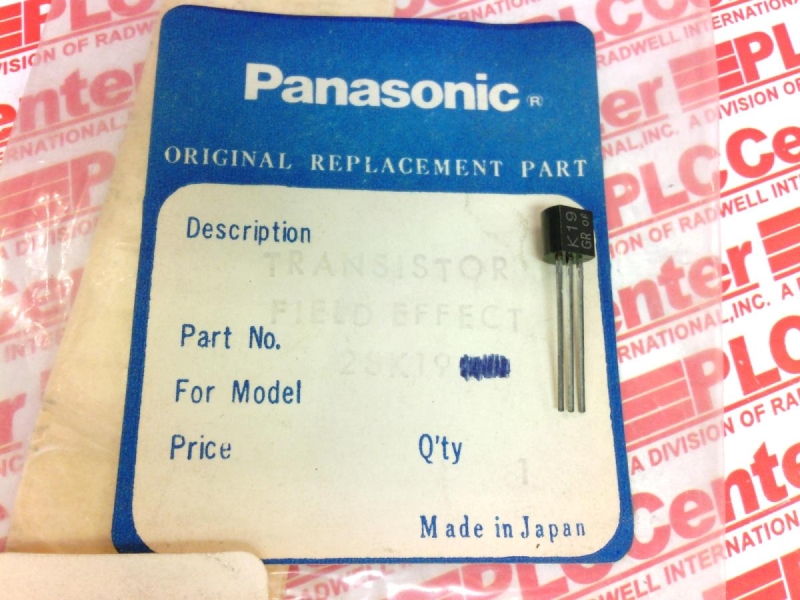 Panasonic ®
ORIGINAL REPLACEMENT PART
Description
TRANSISTOR
FIELD EFFECT
Part No.
2SK19
For Model
Price
Q'ty
1
Made in Japan
K19
GR
PLCCenter
A DIVISION OF RADWELL INTERNATIONAL, INC.